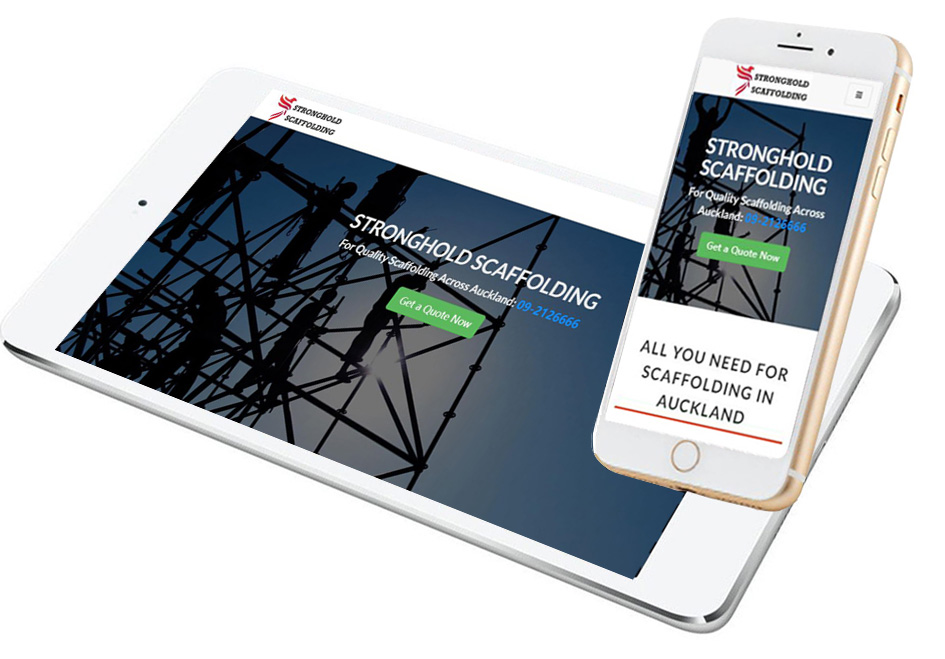 STRONGHOLD
SCAFFOLDING
STRONGHOLD SCAFFOLDING
For Quality Scaffolding Across Auckland: 09-2126666
Get a Quote Now
STRONGHOLD
SCAFFOLDING
STRONGHOLD
SCAFFOLDING
For Quality Scaffolding Across
Auckland: 09-2126666
Get a Quote Now
ALL YOU NEED FOR
SCAFFOLDING IN
AUCKLAND